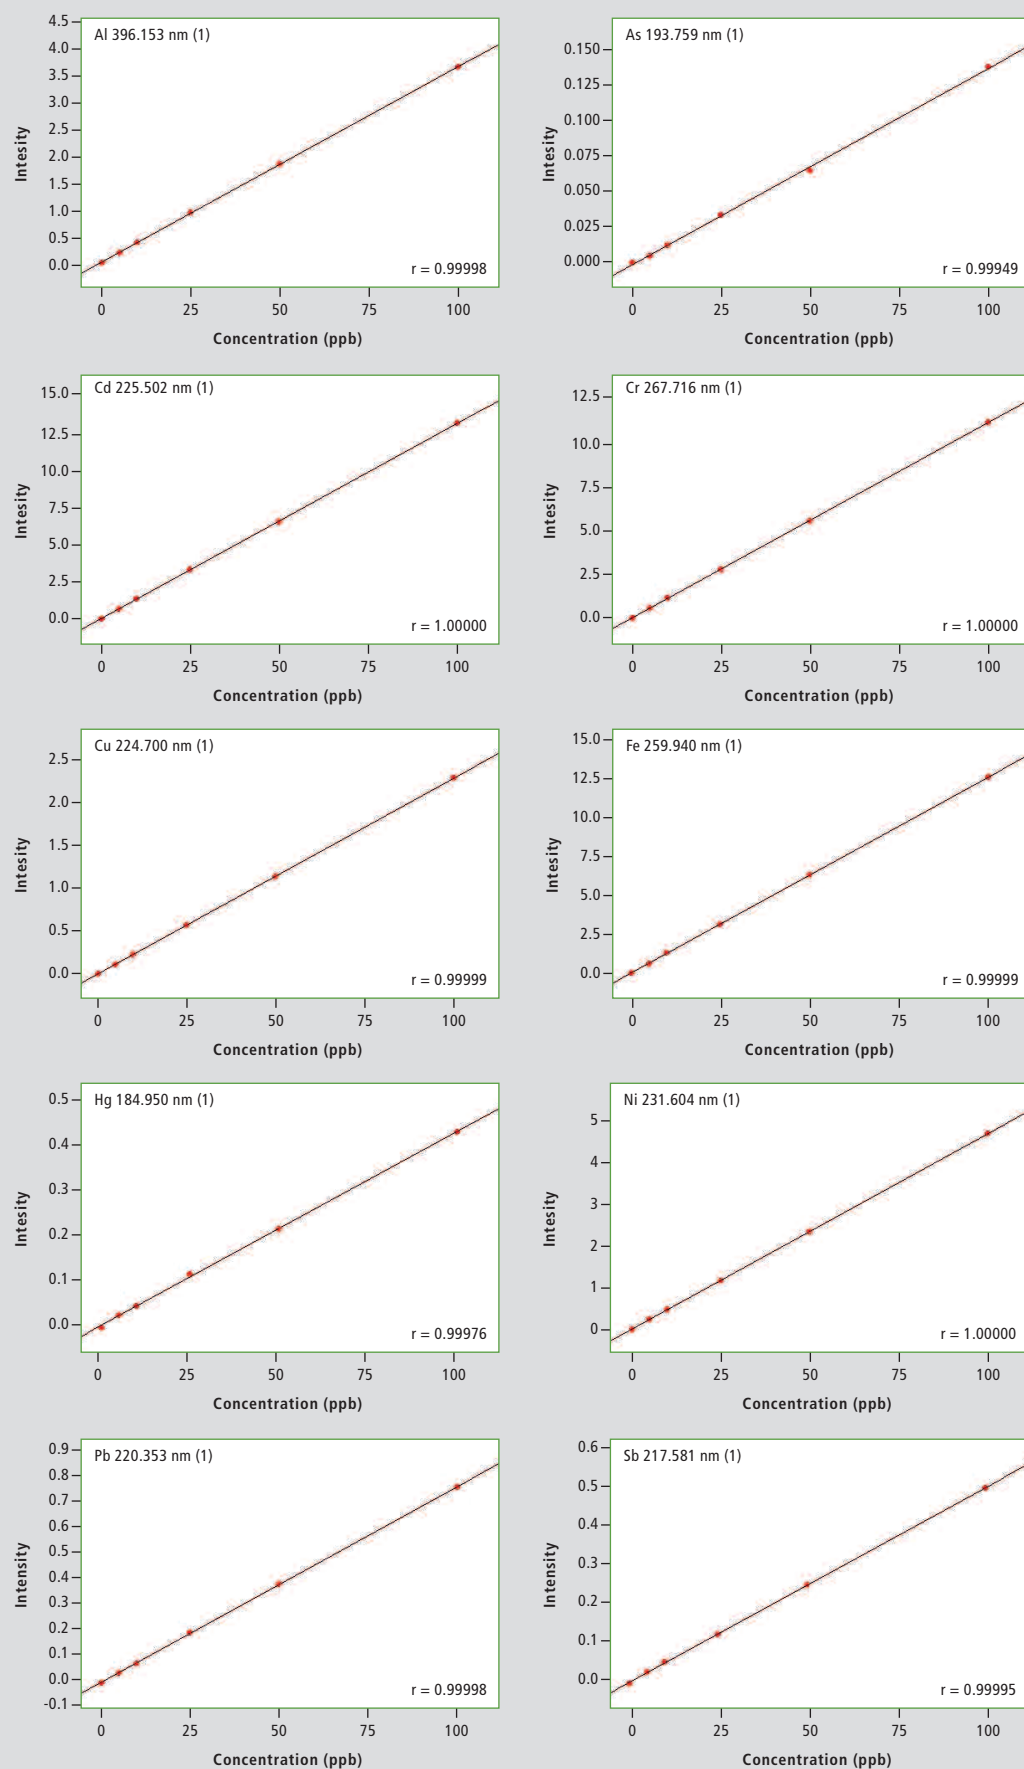 Al 396.153 nm (1)
4.5
4.0
3.5
3.0
2.5
2.0
1.5
1.0
0.5
0.0
Intesity
r = 0.99998
0 25 50 75 100
Concentration (ppb)
As 193.759 nm (1)
0.150
0.125
0.100
0.075
0.050
0.025
0.000
Intesity
r = 0.99949
0 25 50 75 100
Concentration (ppb)
Cd 225.502 nm (1)
15.0
12.5
10.0
7.5
5.0
2.5
0.0
Intesity
r = 1.00000
0 25 50 75 100
Concentration (ppb)
Cr 267.716 nm (1)
12.5
10.0
7.5
5.0
2.5
0.0
Intesity
r = 1.00000
0 25 50 75 100
Concentration (ppb)
Cu 224.700 nm (1)
2.5
2.0
1.5
1.0
0.5
0.0
Intesity
r = 0.99999
0 25 50 75 100
Concentration (ppb)
Fe 259.940 nm (1)
15.0
12.5
10.0
7.5
5.0
2.5
0.0
Intesity
r = 0.99999
0 25 50 75 100
Concentration (ppb)
Hg 184.950 nm (1)
0.5
0.4
0.3
0.2
0.1
0.0
Intesity
r = 0.99976
0 25 50 75 100
Concentration (ppb)
Ni 231.604 nm (1)
5
4
3
2
1
0
Intesity
r = 1.00000
0 25 50 75 100
Concentration (ppb)
Pb 220.353 nm (1)
0.9
0.8
0.7
0.6
0.5
0.4
0.3
0.2
0.1
0.0
-0.1
Intensity
r = 0.99998
0 25 50 75 100
Concentration (ppb)
Sb 217.581 nm (1)
0.6
0.5
0.4
0.3
0.2
0.1
0.0
Intensity
r = 0.99995
0 25 50 75 100
Concentration (ppb)